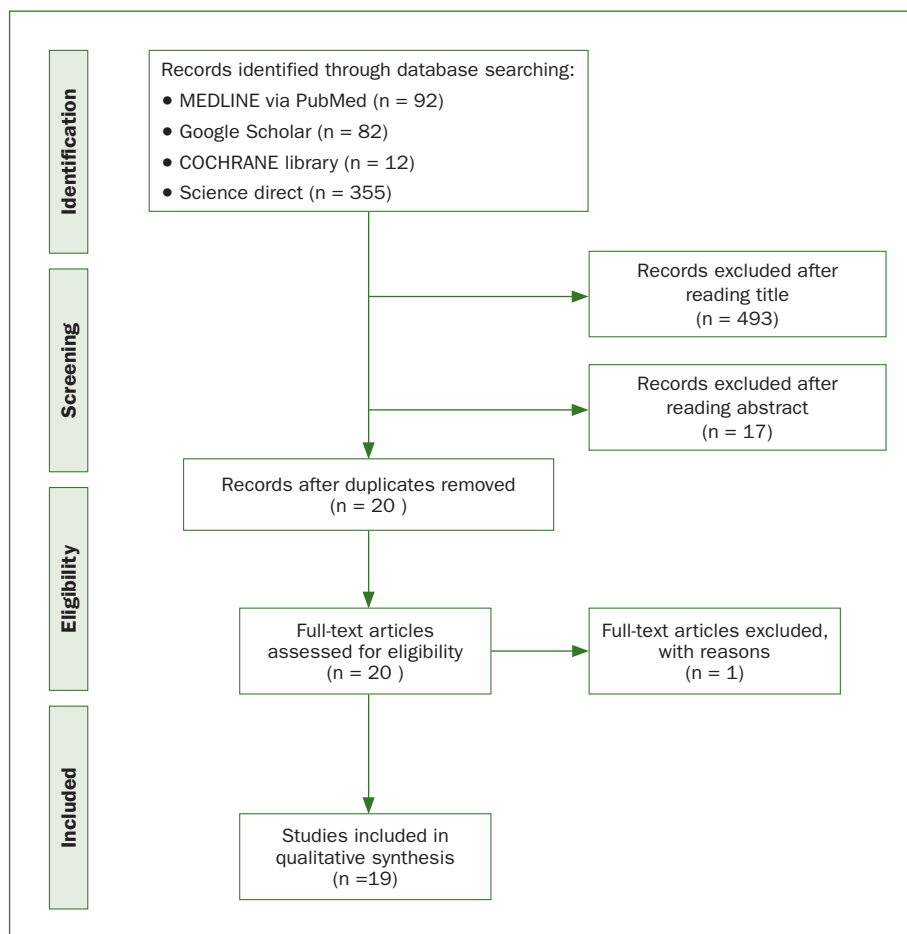 Identification
Records identified through database searching:
• MEDLINE via PubMed (n = 92)
• Google Scholar (n = 82)
• COCHRANE library (n = 12)
• Science direct (n = 355)
Screening
Records excluded after
reading title
(n = 493)
Records excluded after
reading abstract
(n = 17)
Records after duplicates removed
(n = 20 )
Eligibility
Full-text articles
assessed for eligibility
(n = 20 )
Full-text articles excluded,
with reasons
(n = 1)
Included
Studies included in
qualitative synthesis
(n =19)